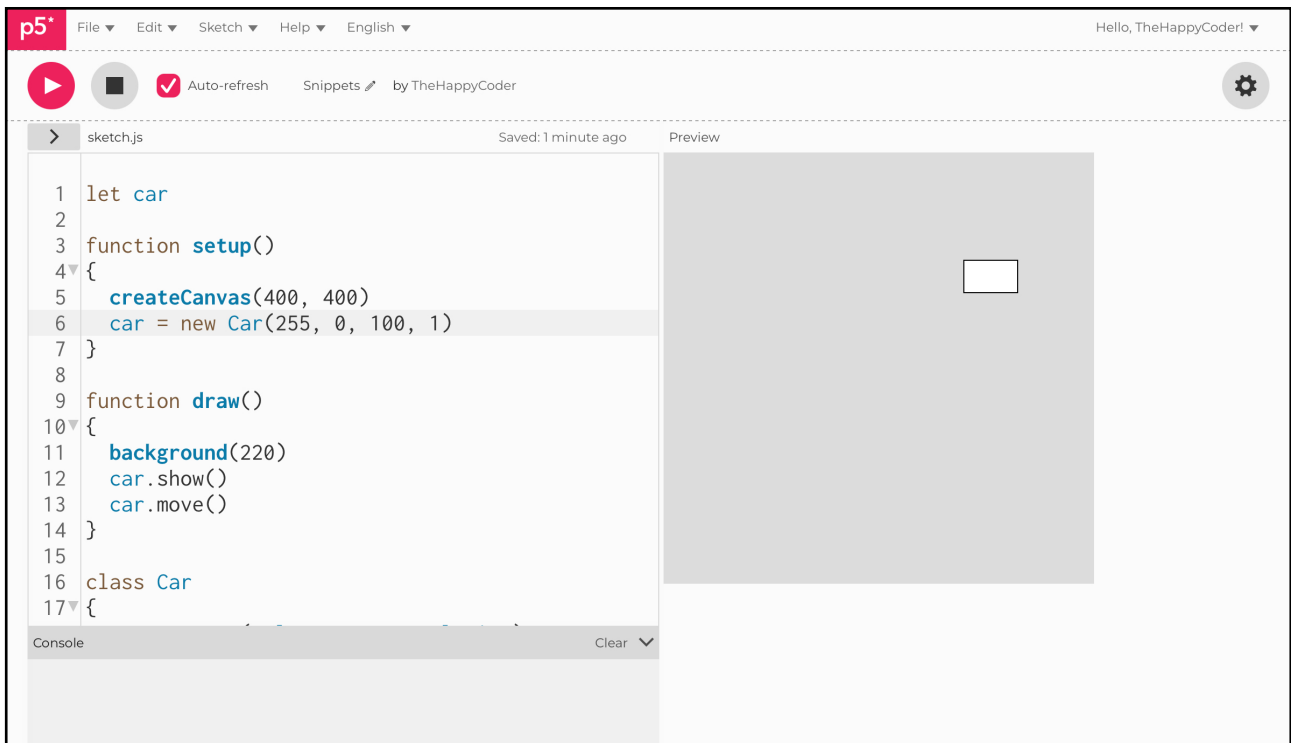 p5* File Edit Sketch Help English Hello, TheHappyCoder!
Auto-refresh Snippets by TheHappyCoder
sketch.js Saved: 1 minute ago Preview
1 let car
2
3 function setup()
4 {
5 createCanvas(400, 400)
6 car = new Car(255, 0, 100, 1)
7 }
8
9 function draw()
10 {
11 background(220)
12 car.show()
13 car.move()
14 }
15
16 class Car
17 {
Console Clear